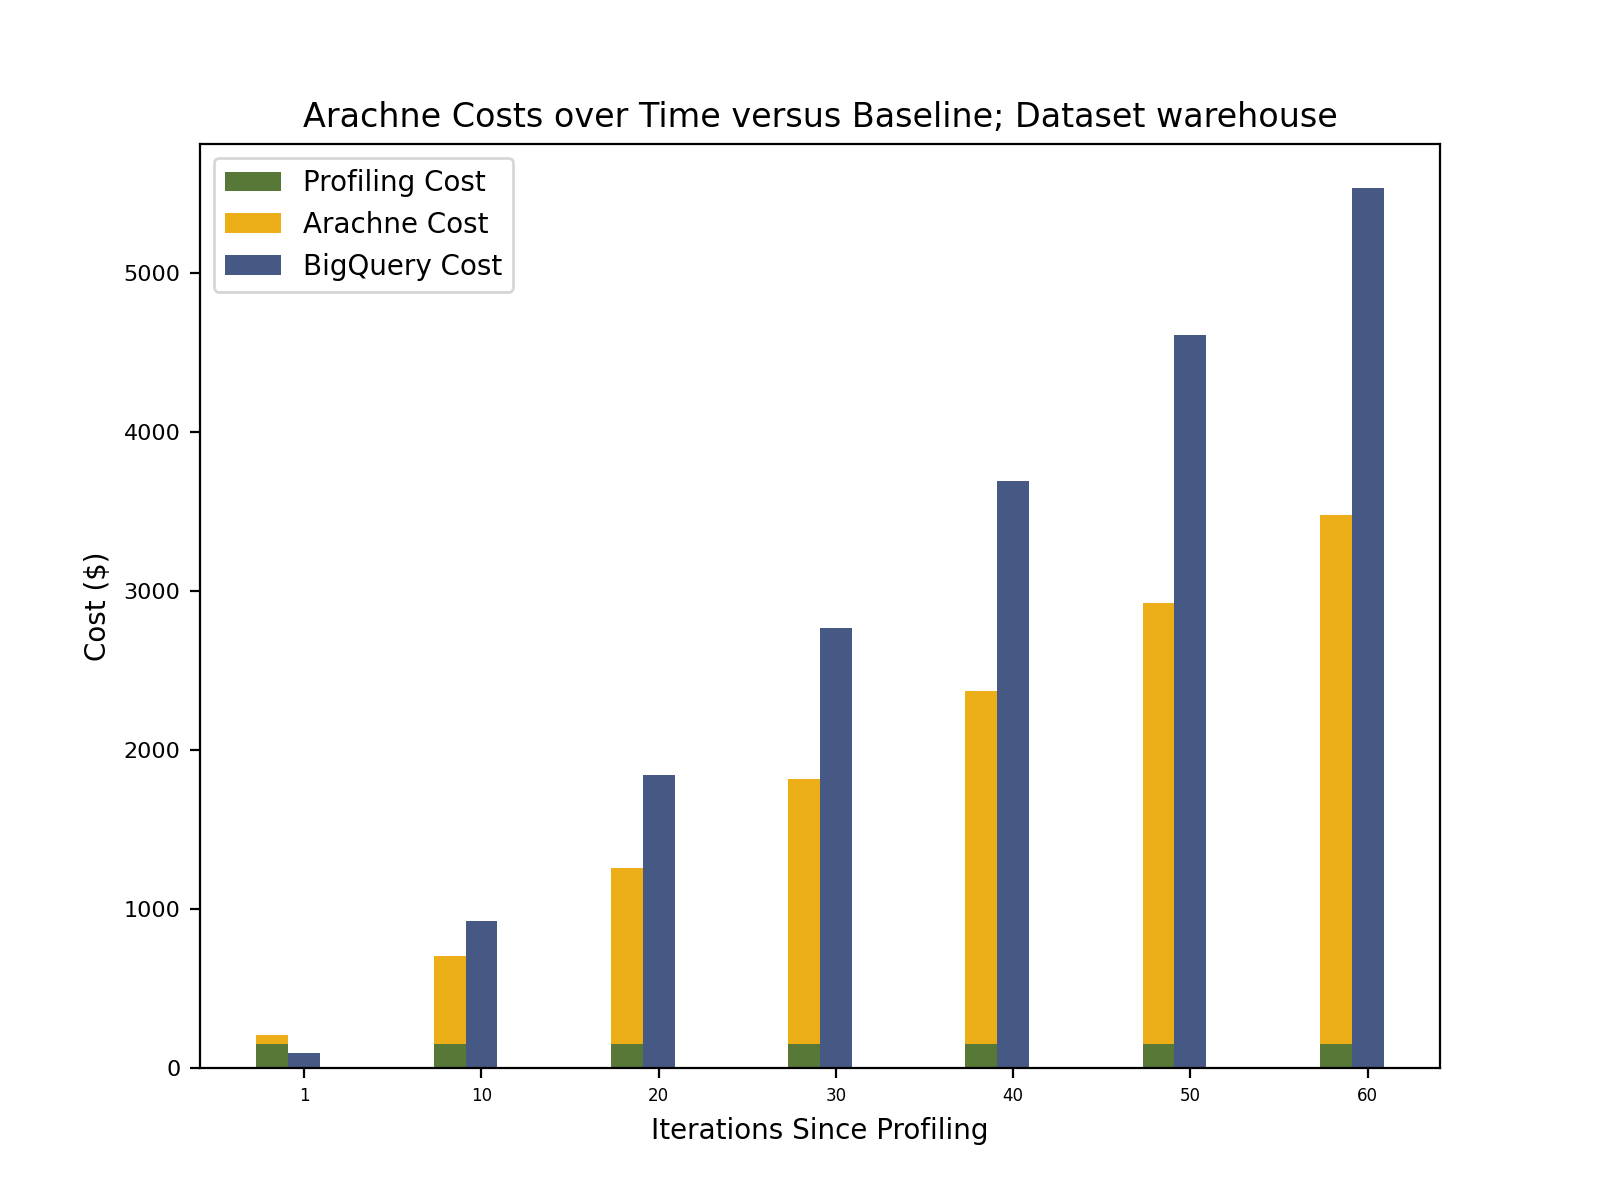 Arachne Costs over Time versus Baseline; Dataset warehouse
Profiling Cost
Arachne Cost
BigQuery Cost
5000
4000
3000
2000
1000
0
Cost ($)
1 10 20 30 40 50 60
Iterations Since Profiling